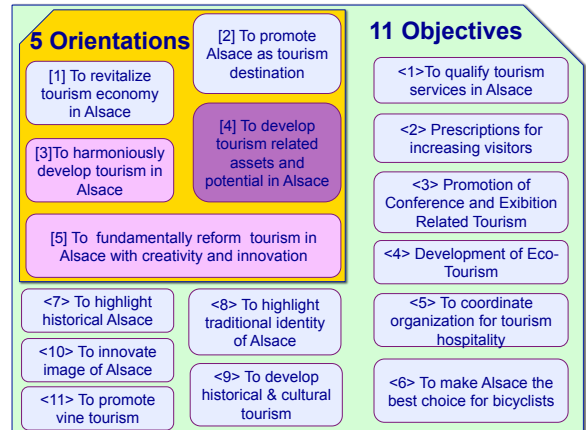 5 Orientations
[1] To revitalize
tourism economy
in Alsace
[2] To promote
Alsace as tourism
destination
[3]To harmoniously
develop tourism in
Alsace
[4] To develop
tourism related
assets and
potential in Alsace
[5] To fundamentally reform tourism in
Alsace with creativity and innovation
11 Objectives
<1>To qualify tourism
services in Alsace
<2> Prescriptions for
increasing visitors
<3> Promotion of
Conference and Exibition
Related Tourism
<4> Development of Eco-
Tourism
<5> To coordinate
organization for tourism
hospitality
<6> To make Alsace the
best choice for bicyclists
<7> To highlight
historical Alsace
<8> To highlight
traditional identity
of Alsace
<10> To innovate
image of Alsace
<9> To develop
historical & cultural
tourism
<11> To promote
vine tourism